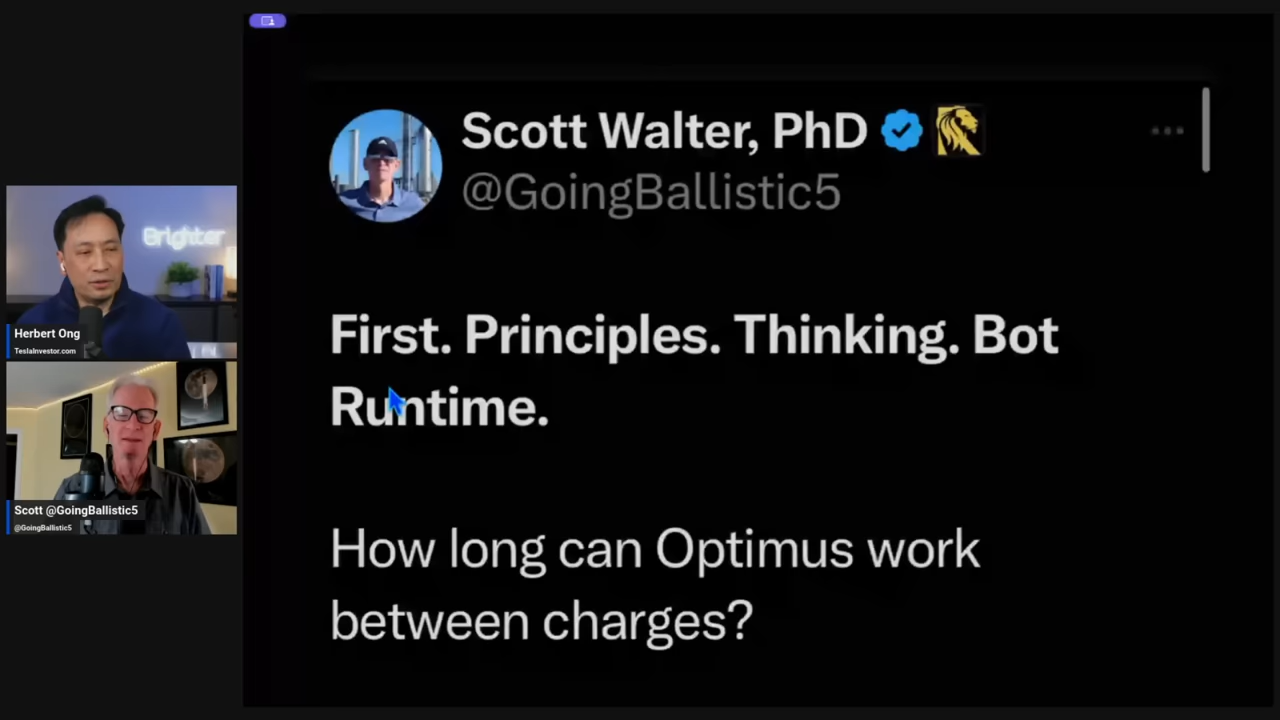 Scott Walter, PhD
@GoingBallistic5
First. Principles. Thinking. Bot
Runtime.
How long can Optimus work
between charges?
Brighter
Herbert Ong
TeslaInvestor.com
Scott @GoingBallistic5
@GoingBallistic5